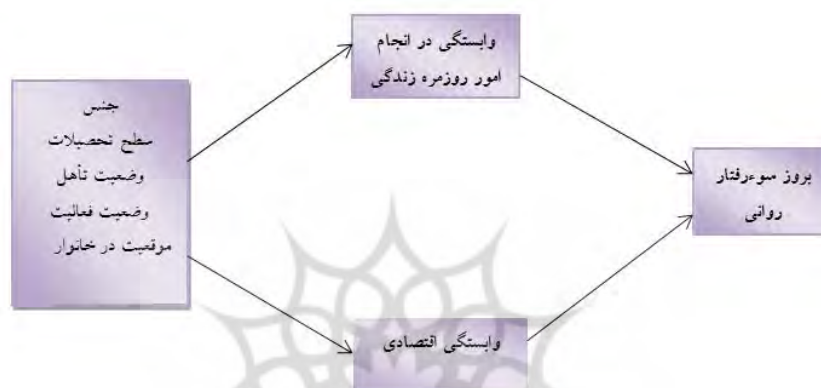 جنس
سطح تحصیلات
وضعیت تأهل
وضعیت فعالیت
موقعیت در خانوار
وابستگی در انجام
امور روزمره زندگی
وابستگی اقتصادی
بروز سوءرفتار
روانی